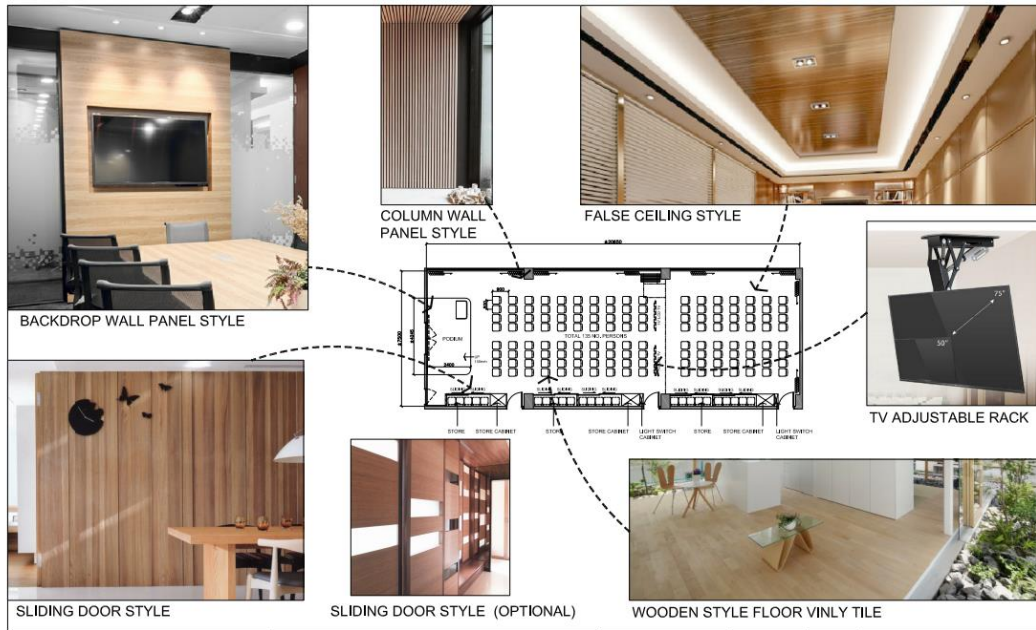 COLUMN WALL
PANEL STYLE
FALSE CEILING STYLE
BACKDROP WALL PANEL STYLE
PODIUM
TOTAL 135 NO. PERSONS
75"
50"
TV ADJUSTABLE RACK
STORE
STORE CABINET
STORE
STORE CABINET
LIGHT SWITCH
CABINET
STORE
STORE CABINET
LIGHT SWITCH
CABINET
SLIDING DOOR STYLE
SLIDING DOOR STYLE (OPTIONAL)
WOODEN STYLE FLOOR VINLY TILE